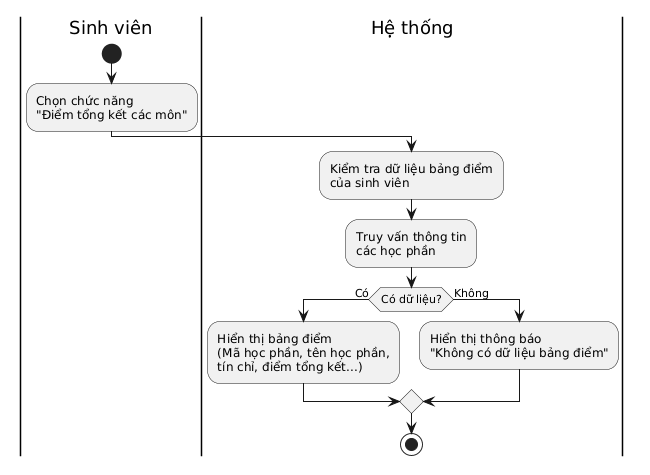 Sinh viên
Hệ thống
Chọn chức năng
"Điểm tổng kết các môn"
Kiểm tra dữ liệu bảng điểm
của sinh viên
Truy vấn thông tin
các học phần
Có
Có dữ liệu?
Không
Hiển thị bảng điểm
(Mã học phần, tên học phần,
tín chỉ, điểm tổng kết...)
Hiển thị thông báo
"Không có dữ liệu bảng điểm"